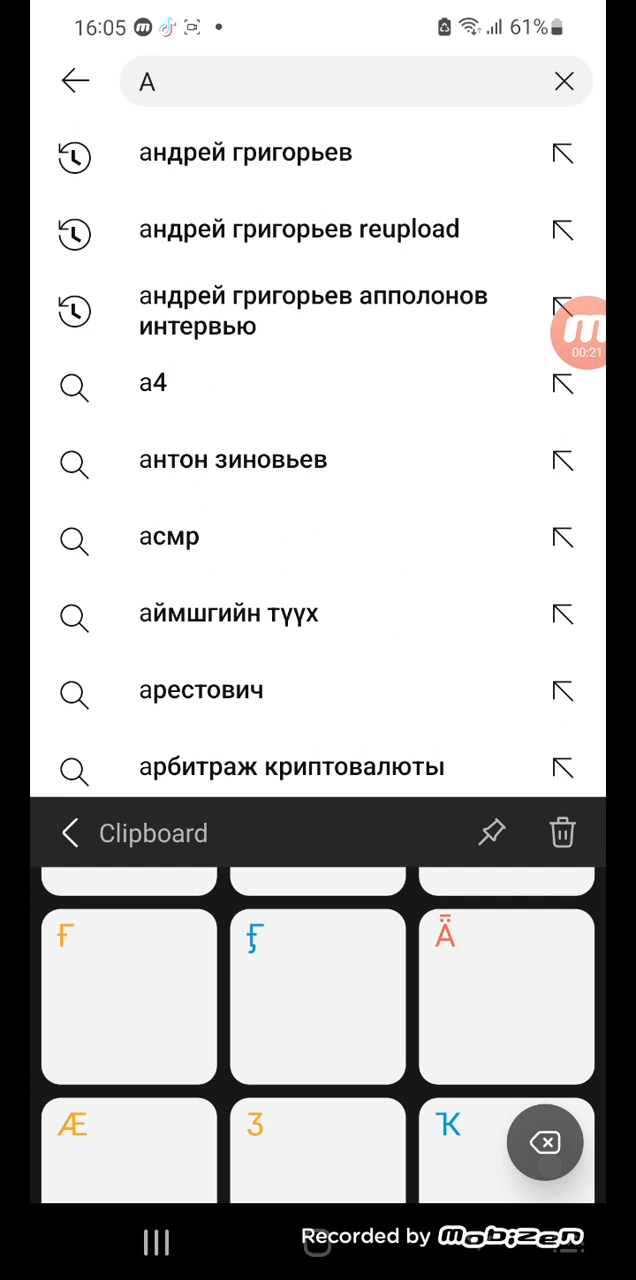 16:05 61%
А
андрей григорьев
андрей григорьев reupload
андрей григорьев апполонов
интервью
00:21
а4
антон зиновьев
асмр
аймшгийн түүх
арестович
арбитраж криптовалюты
Clipboard
Ғ Ӻ Ǟ
Æ Ʒ Ҡ
Recorded by mobizen